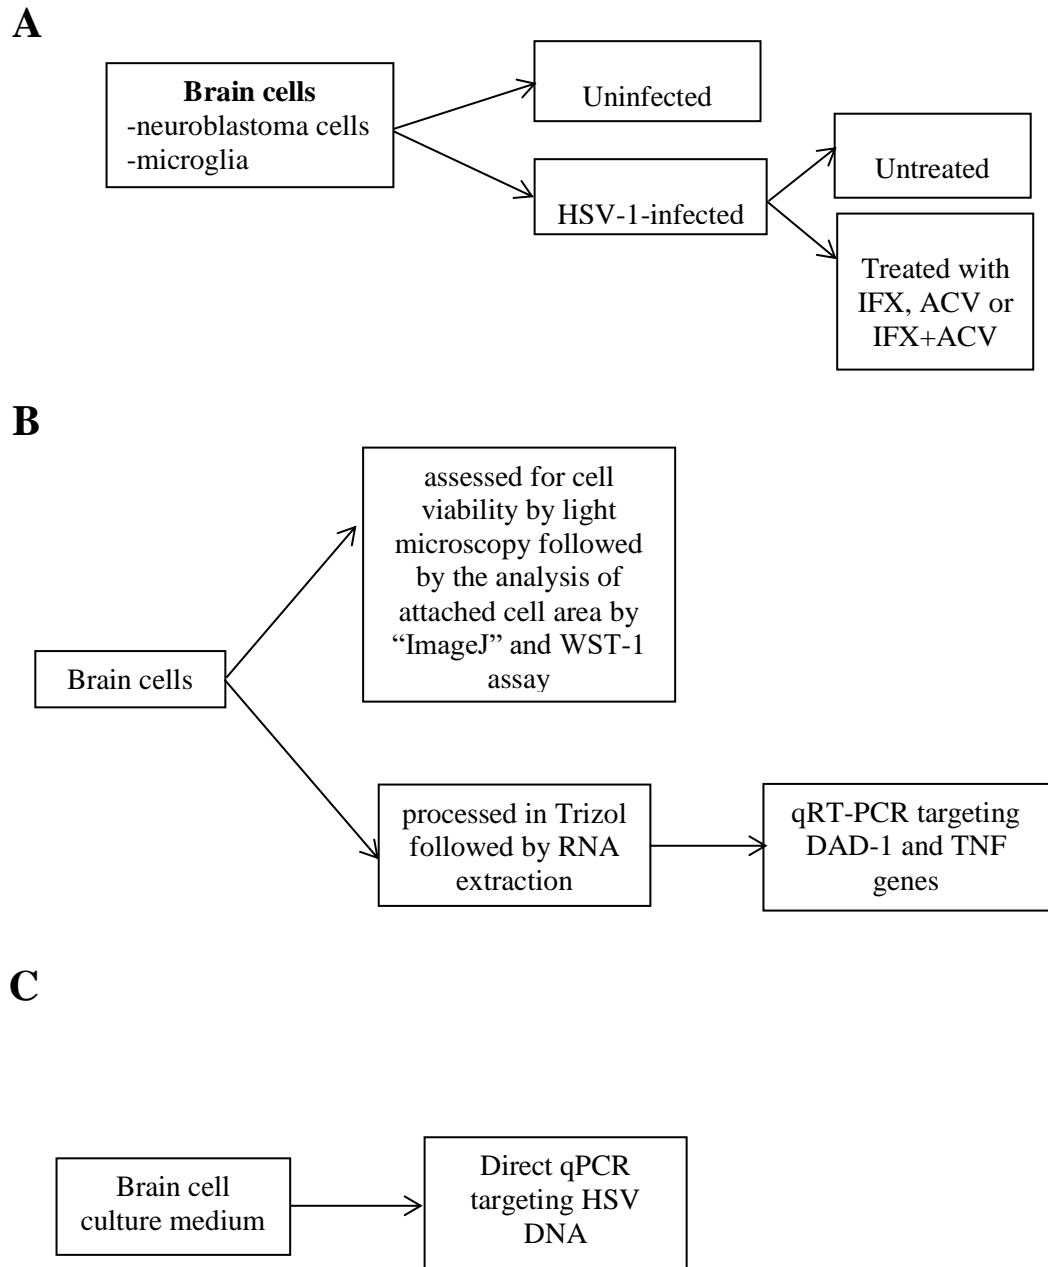 A
Brain cells
-neuroblastoma cells
-microglia
Uninfected
HSV-1-infected
Untreated
Treated with
IFX, ACV or
IFX+ACV
B
Brain cells
assessed for cell
viability by light
microscopy followed
by the analysis of
attached cell area by
“ImageJ” and WST-1
assay
processed in Trizol
followed by RNA
extraction
qRT-PCR targeting
DAD-1 and TNF
genes
C
Brain cell
culture medium
Direct qPCR
targeting HSV
DNA